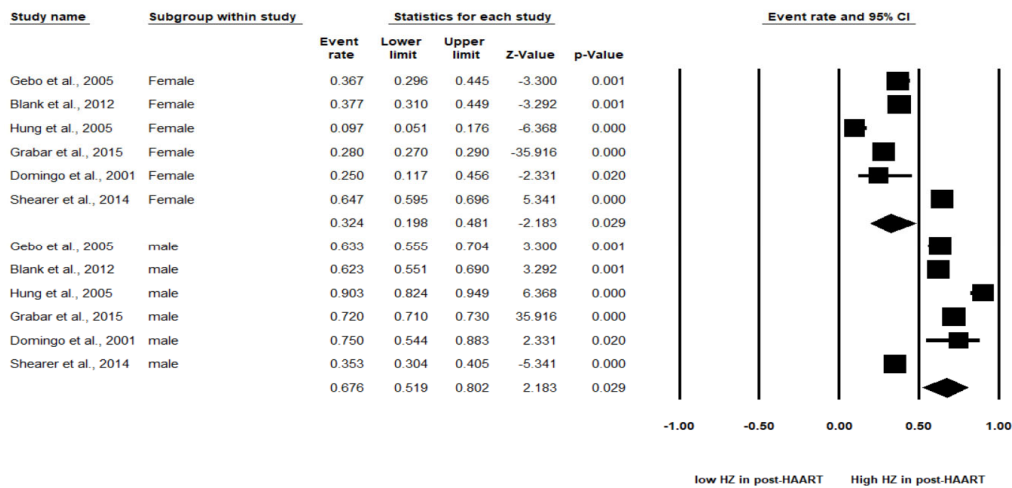 Study name Subgroup within study Statistics for each study Event rate and 95% CI
Event rate Lower limit Upper limit Z-Value p-Value
Gebo et al., 2005 Female 0.367 0.296 0.445 -3.300 0.001
Blank et al., 2012 Female 0.377 0.310 0.449 -3.292 0.001
Hung et al., 2005 Female 0.097 0.051 0.176 -6.368 0.000
Grabar et al., 2015 Female 0.280 0.270 0.290 -35.916 0.000
Domingo et al., 2001 Female 0.250 0.117 0.456 -2.331 0.020
Shearer et al., 2014 Female 0.647 0.595 0.696 5.341 0.000
0.324 0.198 0.481 -2.183 0.029
Gebo et al., 2005 male 0.633 0.555 0.704 3.300 0.001
Blank et al., 2012 male 0.623 0.551 0.690 3.292 0.001
Hung et al., 2005 male 0.903 0.824 0.949 6.368 0.000
Grabar et al., 2015 male 0.720 0.710 0.730 35.916 0.000
Domingo et al., 2001 male 0.750 0.544 0.883 2.331 0.020
Shearer et al., 2014 male 0.353 0.304 0.405 -5.341 0.000
0.676 0.519 0.802 2.183 0.029
-1.00 -0.50 0.00 0.50 1.00
low HZ in post-HAART High HZ in post-HAART